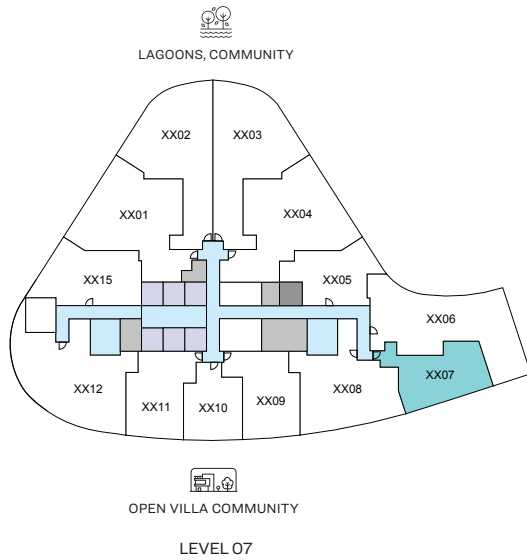 LAGOONS, COMMUNITY
XX02 XX03
XX01 XX04
XX15 XX05
XX06
XX07
XX12 XX11 XX10 XX09 XX08
OPEN VILLA COMMUNITY
LEVEL 07